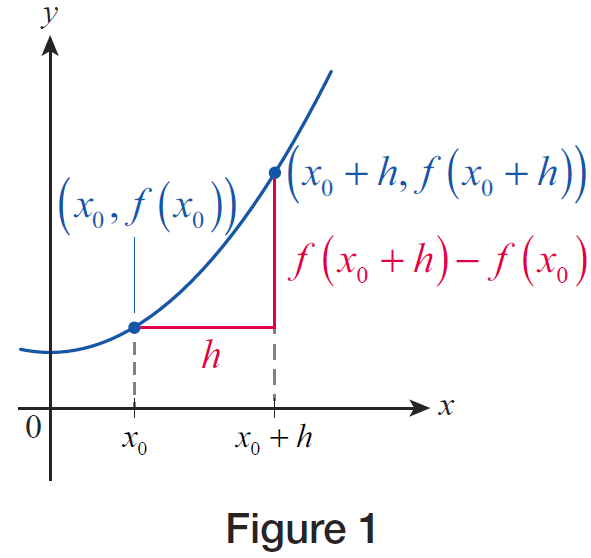 y
(x₀, f(x₀))
(x₀ + h, f(x₀ + h))
f(x₀ + h) − f(x₀)
h
x
0
x₀
x₀ + h
Figure 1